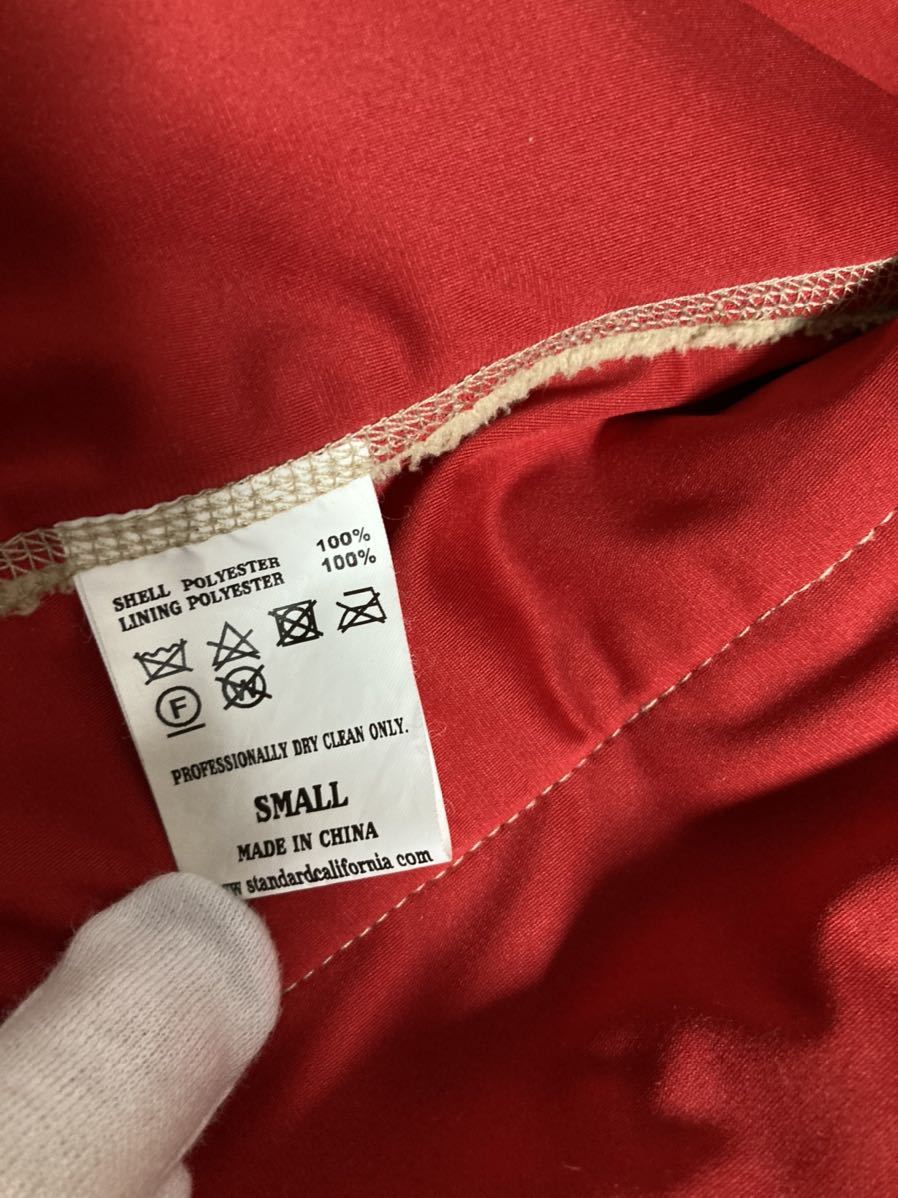 SHELL POLYESTER 100%
LINING POLYESTER 100%
F W
PROFESSIONALLY DRY CLEAN ONLY.
SMALL
MADE IN CHINA
standardcalifornia com